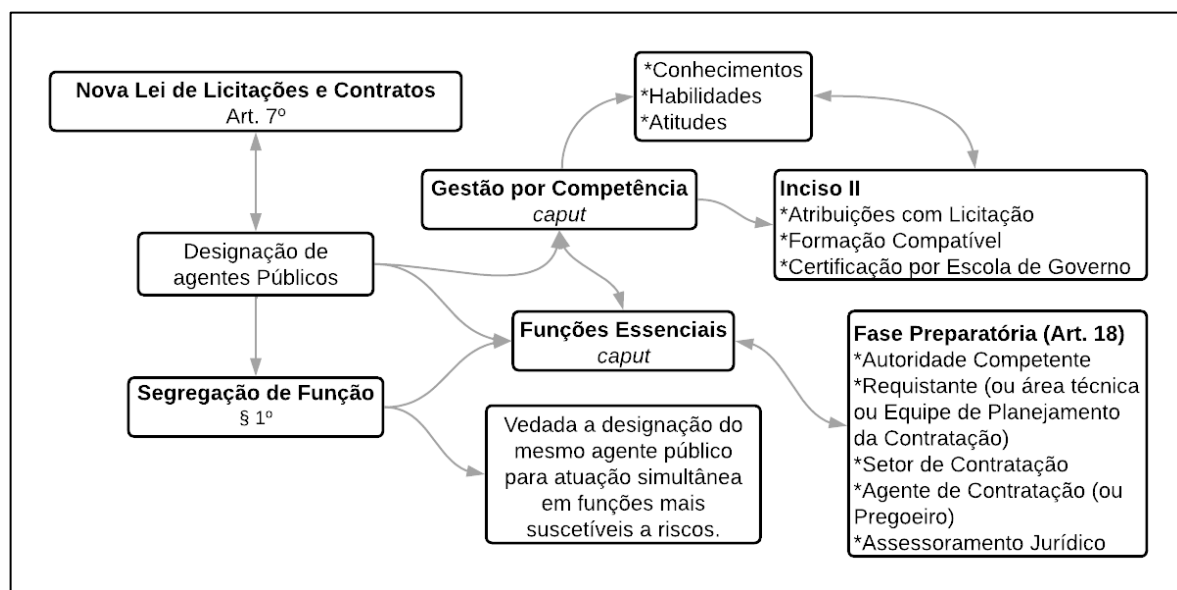 Nova Lei de Licitações e Contratos
Art. 7º
*Conhecimentos
*Habilidades
*Atitudes
Gestão por Competência
caput
Inciso II
*Atribuições com Licitação
*Formação Compatível
*Certificação por Escola de Governo
Designação de
agentes Públicos
Funções Essenciais
caput
Fase Preparatória (Art. 18)
*Autoridade Competente
*Requistante (ou área técnica
ou Equipe de Planejamento
da Contratação)
*Setor de Contratação
*Agente de Contratação (ou
Pregoeiro)
*Assessoramento Jurídico
Segregação de Função
§ 1º
Vedada a designação do
mesmo agente público
para atuação simultânea
em funções mais
suscetíveis a riscos.